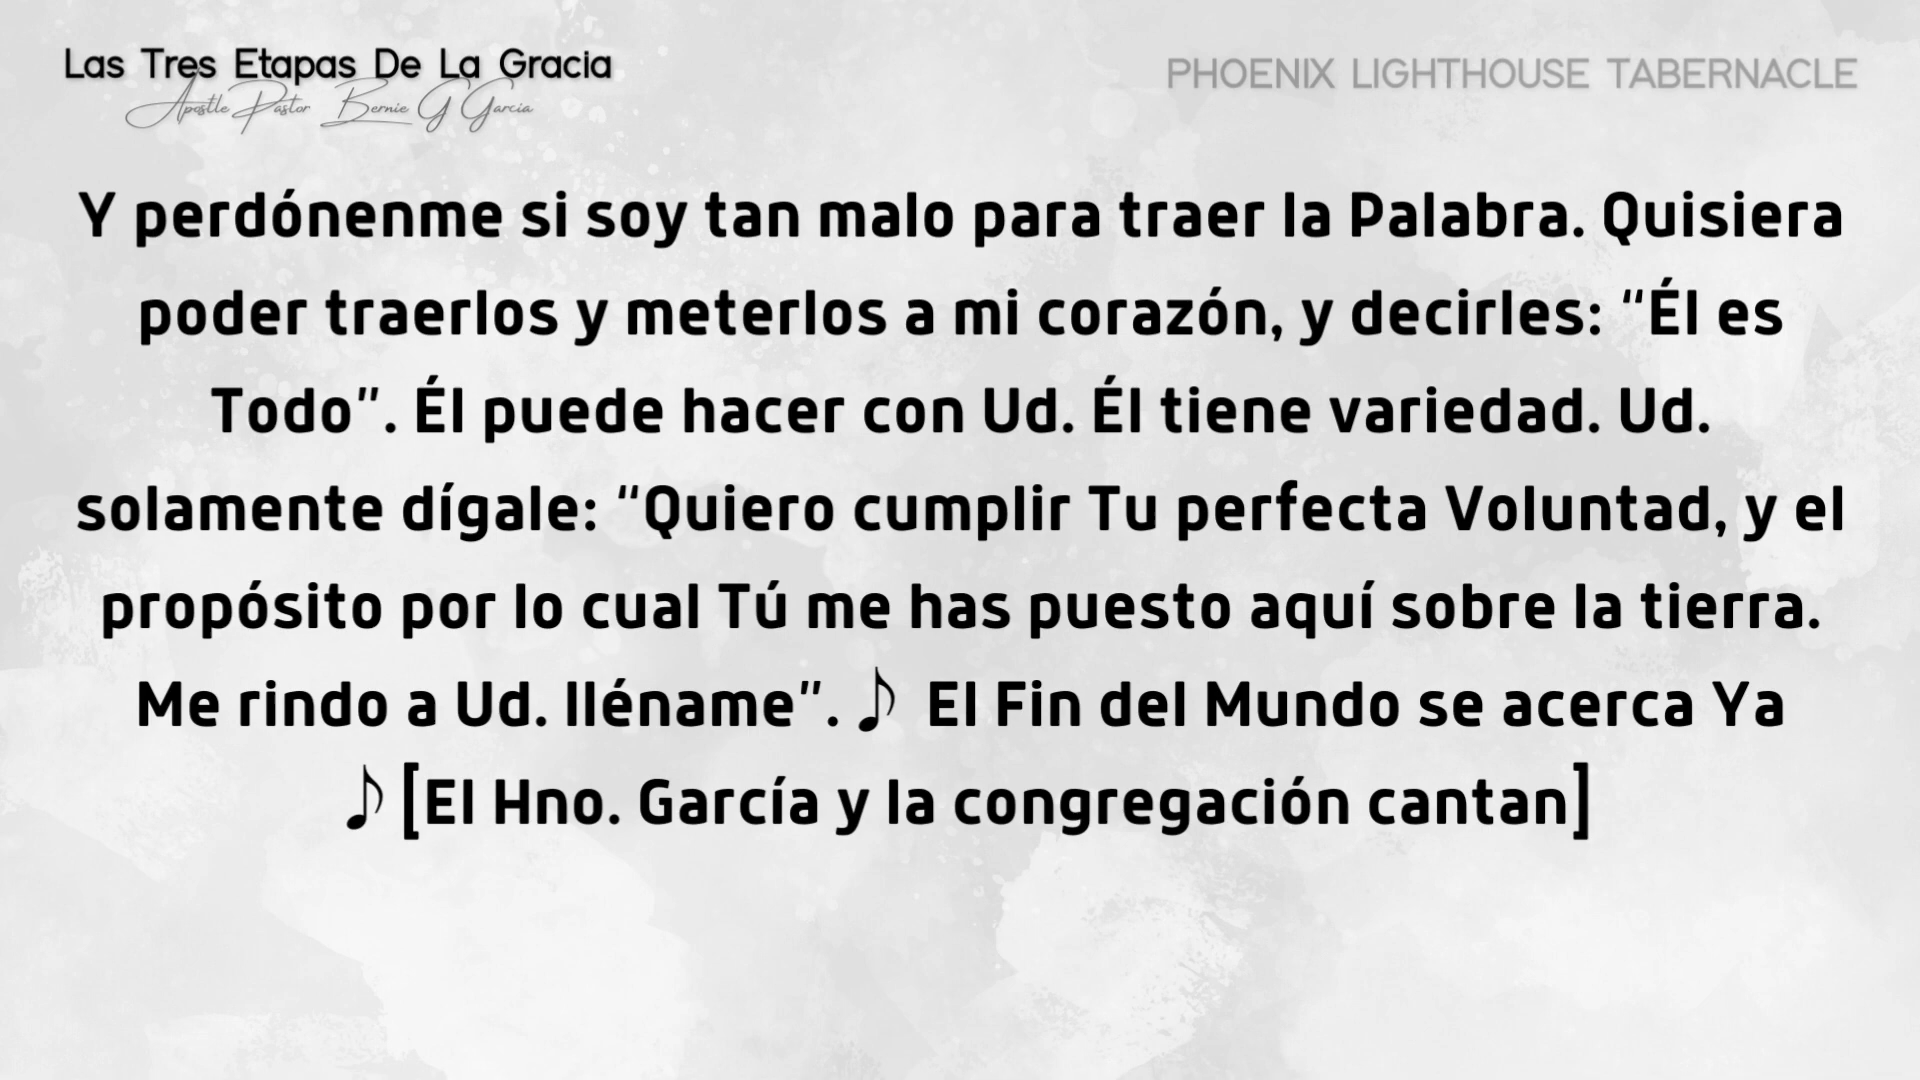 Las Tres Etapas De La Gracia
Apostle Pastor Bernie G Garcia
PHOENIX LIGHTHOUSE TABERNACLE
Y perdónenme si soy tan malo para traer la Palabra. Quisiera
poder traerlos y meterlos a mi corazón, y decirles: “Él es
Todo”. Él puede hacer con Ud. Él tiene variedad. Ud.
solamente dígale: “Quiero cumplir Tu perfecta Voluntad, y el
propósito por lo cual Tú me has puesto aquí sobre la tierra.
Me rindo a Ud. lléname”. ♪ El Fin del Mundo se acerca Ya
♪ [El Hno. García y la congregación cantan]